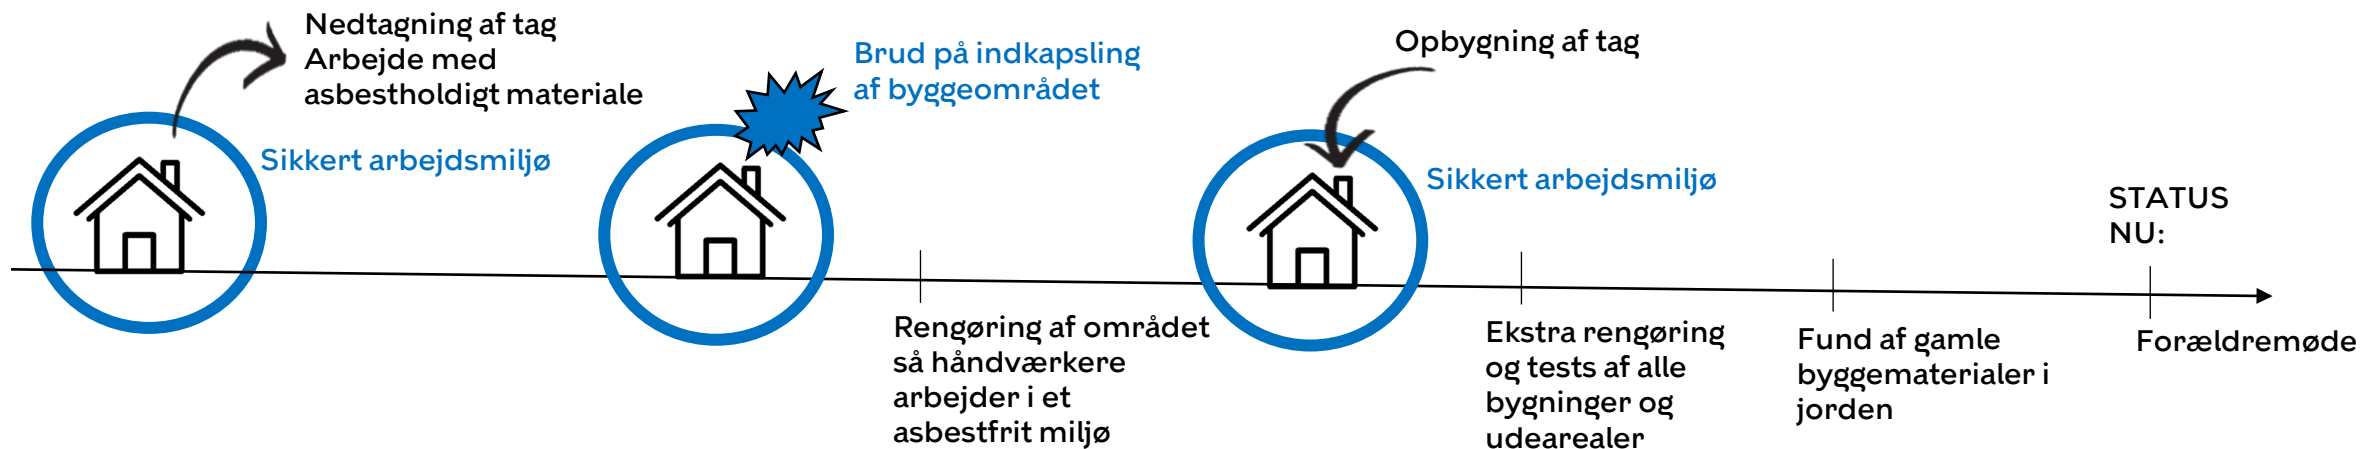 Nedtagning af tag
Arbejde med
asbestholdigt materiale
Sikkert arbejdsmiljø
Brud på indkapsling
af byggeområdet
Rengøring af området
så håndværkere
arbejder i et
asbestfrit miljø
Opbygning af tag
Sikkert arbejdsmiljø
Ekstra rengøring
og tests af alle
bygninger og
udearealer
Fund af gamle
byggematerialer i
jorden
STATUS
NU:
Forældremøde